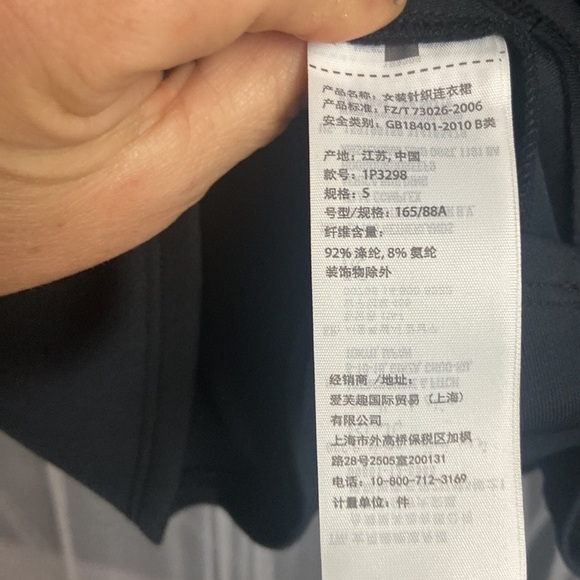 产品名称：女装针织连衣裙
产品标准：FZ/T 73026-2006
安全类别：GB18401-2010 B类
产地：江苏, 中国
款号：1P3298
规格：S
号型/规格：165/88A
纤维含量：
92% 涤纶, 8% 氨纶
装饰物除外
经销商 /地址：
爱芙趣国际贸易（上海）
有限公司
上海市外高桥保税区加枫
路28号2505室200131
电话：10-800-712-3169
计量单位：件